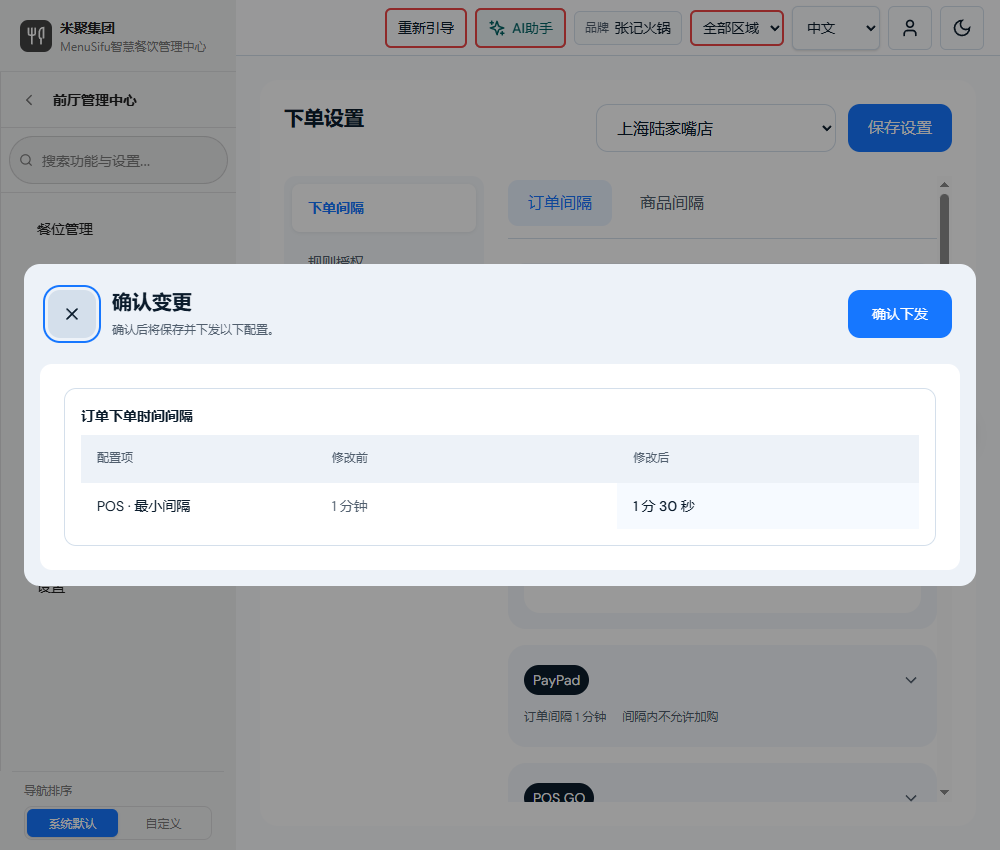 米聚集团
MenuSifu智慧餐饮管理中心
重新引导
AI助手
品牌 张记火锅
全部区域
中文
前厅管理中心
搜索功能与设置...
餐位管理
下单设置
上海陆家嘴店
保存设置
下单间隔
订单间隔
商品间隔
规则授权
确认变更
确认后将保存并下发以下配置。
确认下发
订单下单时间间隔
配置项 修改前 修改后
POS · 最小间隔 1 分钟 1 分 30 秒
设置
PayPad
订单间隔 1 分钟 间隔内不允许加购
POS GO
导航排序
系统默认
自定义